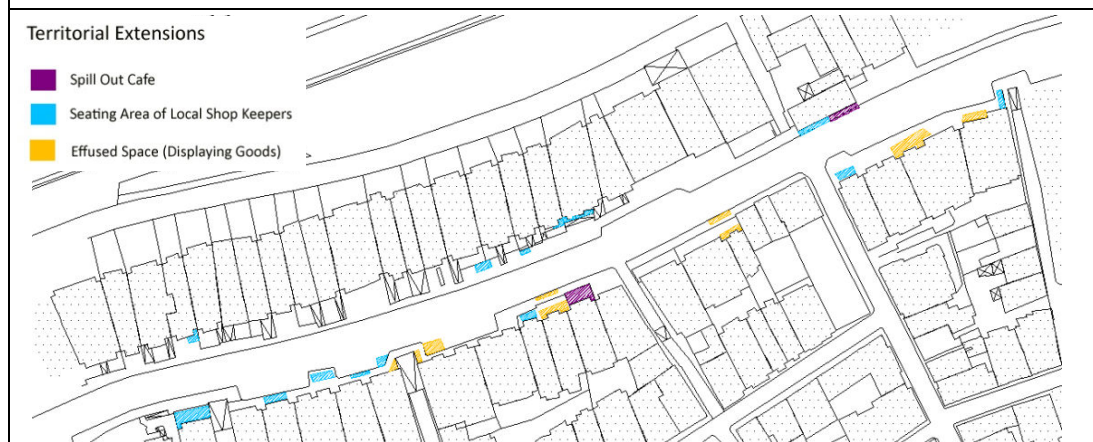 Territorial Extensions
Spill Out Cafe
Seating Area of Local Shop Keepers
Effused Space (Displaying Goods)